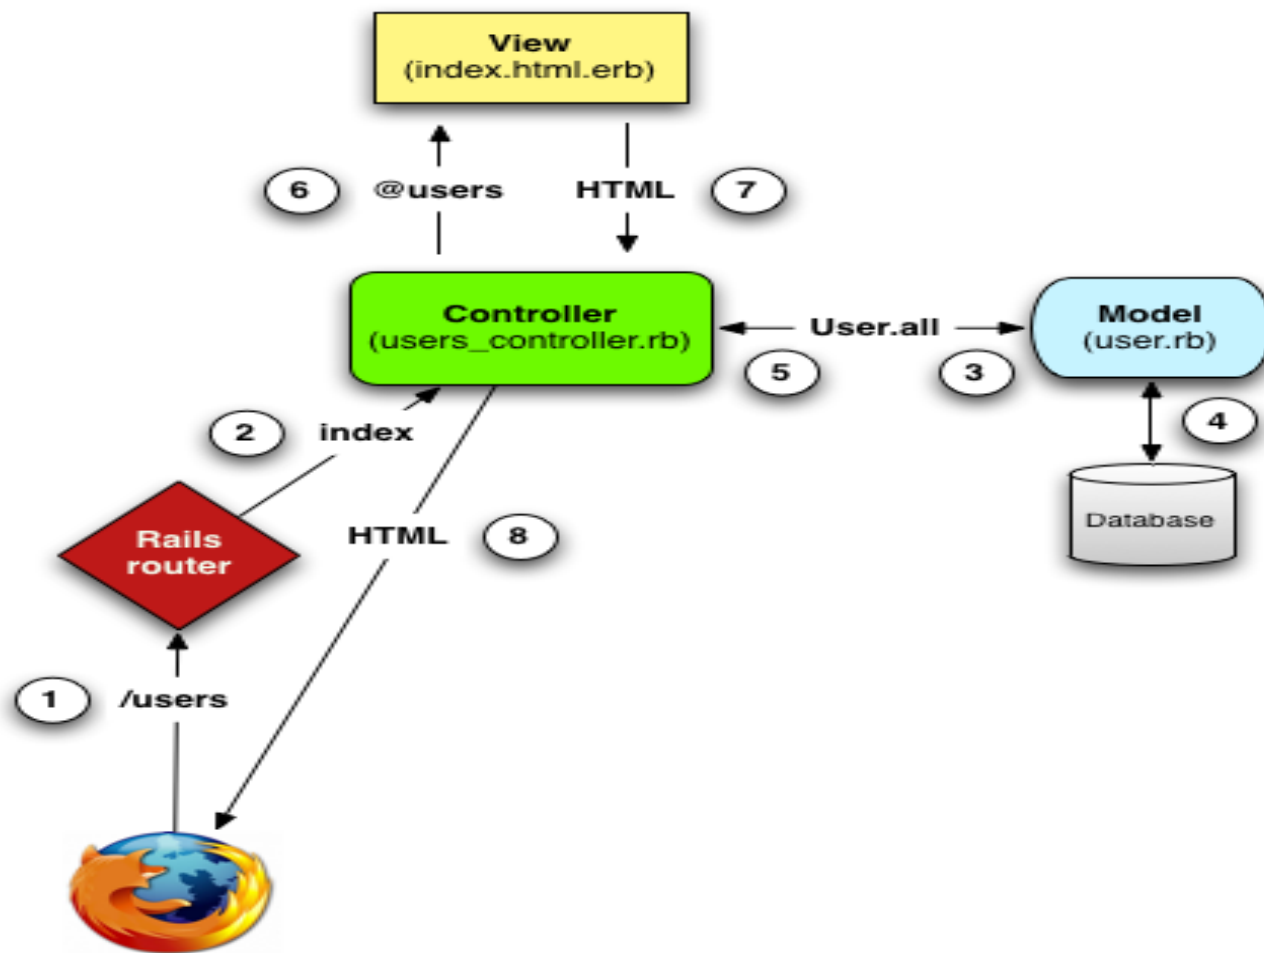 View
(index.html.erb)
6 @users HTML 7
Controller
(users_controller.rb)
User.all
5 3
Model
(user.rb)
4
2 index
Database
Rails
router
HTML 8
1 /users